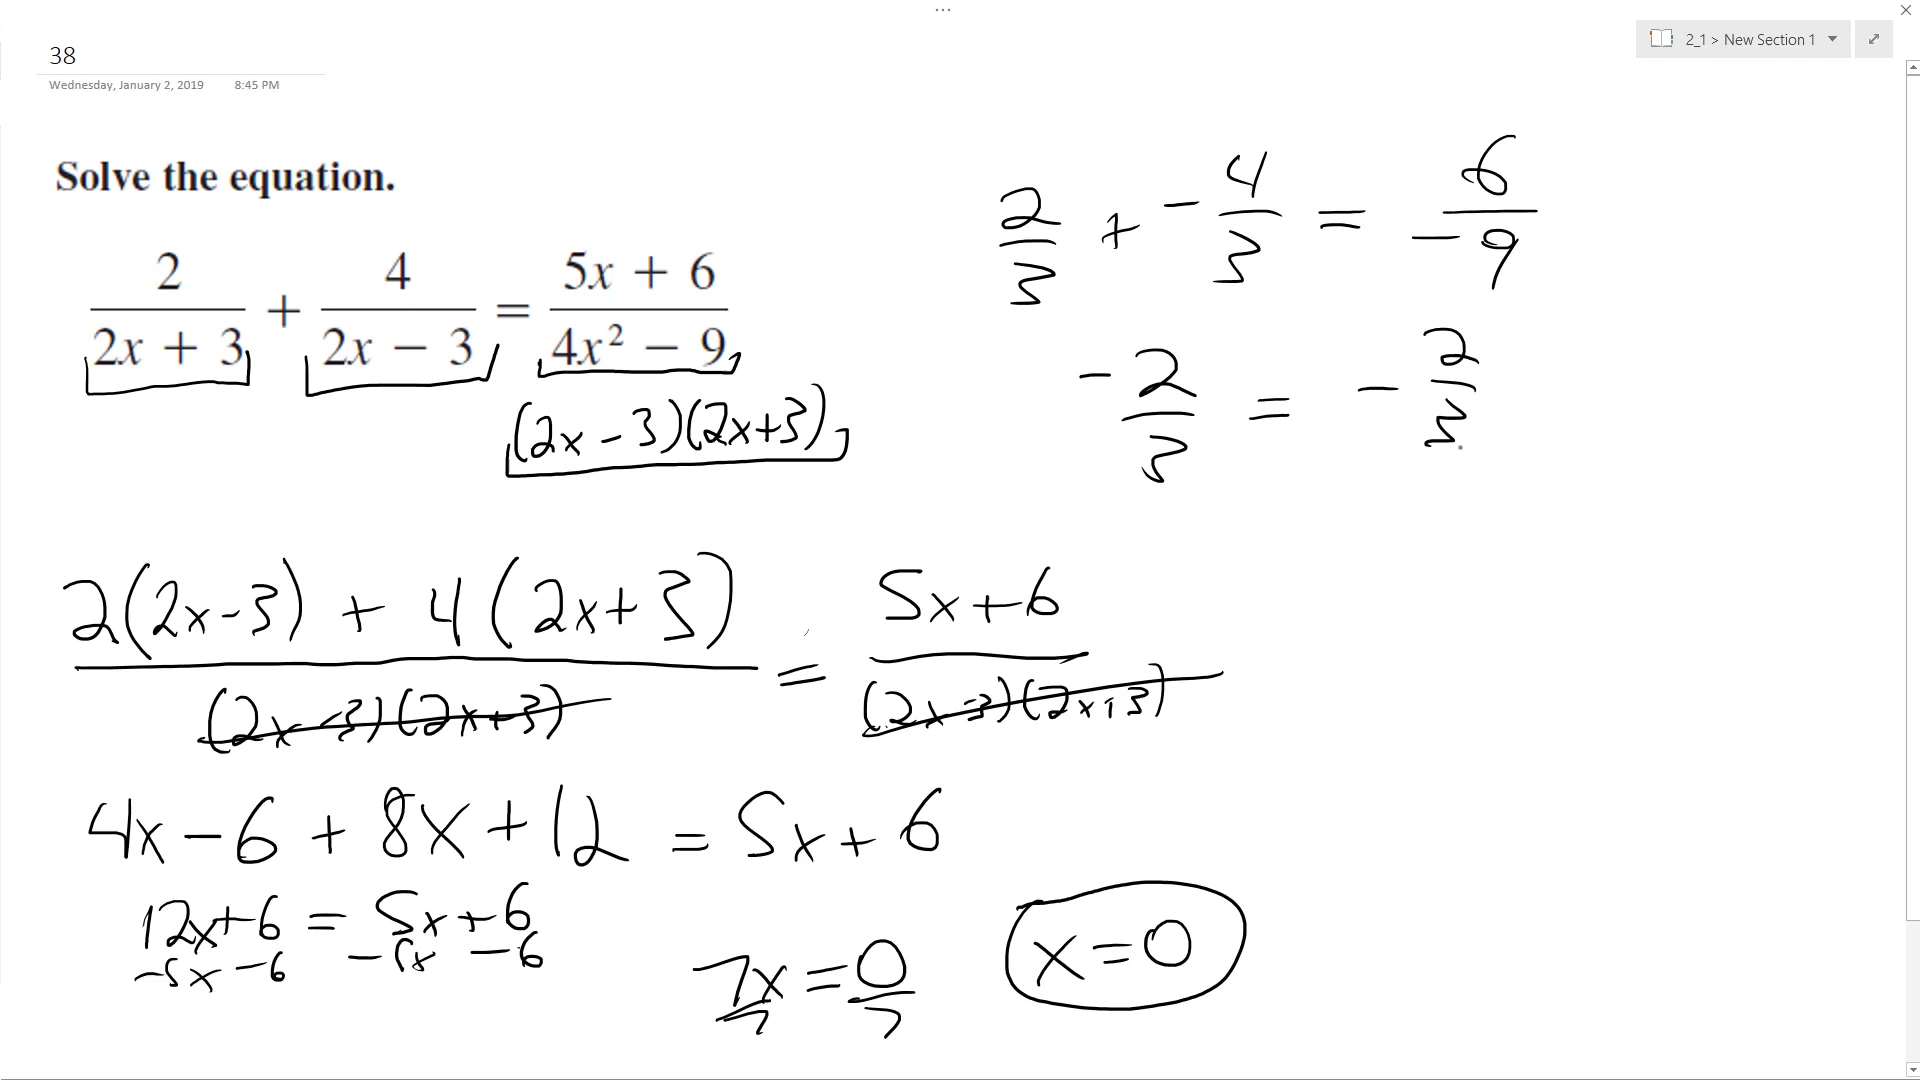 38
Wednesday, January 2, 2019 8:45 PM
2_1 > New Section 1
Solve the equation.
2/(2x + 3) + 4/(2x − 3) = (5x + 6)/(4x² − 9)
(2x - 3)(2x+3)
2/3 + -4/3 = 6/-9
-2/3 = -2/3
(2(2x-3) + 4(2x+3))/((2x-3)(2x+3)) = (5x+6)/((2x-3)(2x+3))
4x - 6 + 8x + 12 = 5x + 6
12x+6 = 5x+6
-5x -6 -5x -6
7x/7 = 0/7
x=0